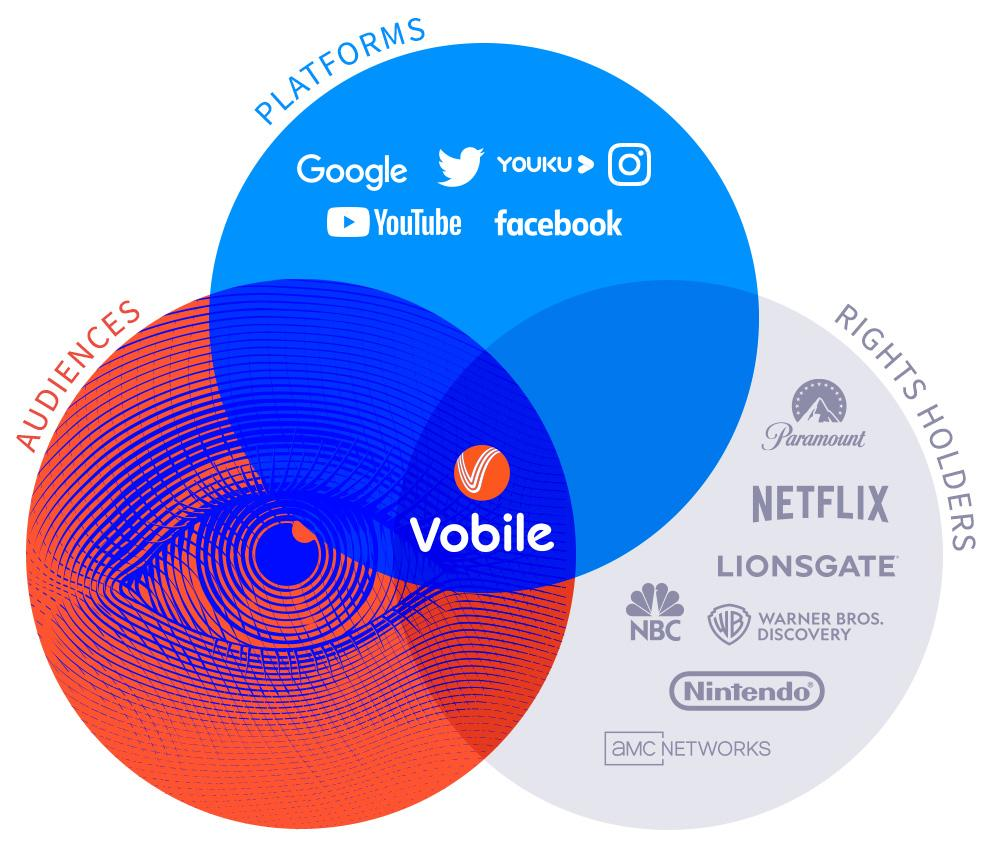 PLATFORMS
Google YOUKU
YouTube facebook
AUDIENCES
Vobile
RIGHTS HOLDERS
Paramount
NETFLIX
LIONSGATE
NBC
WB WARNER BROS.
DISCOVERY
Nintendo®
aMC NETWORKS